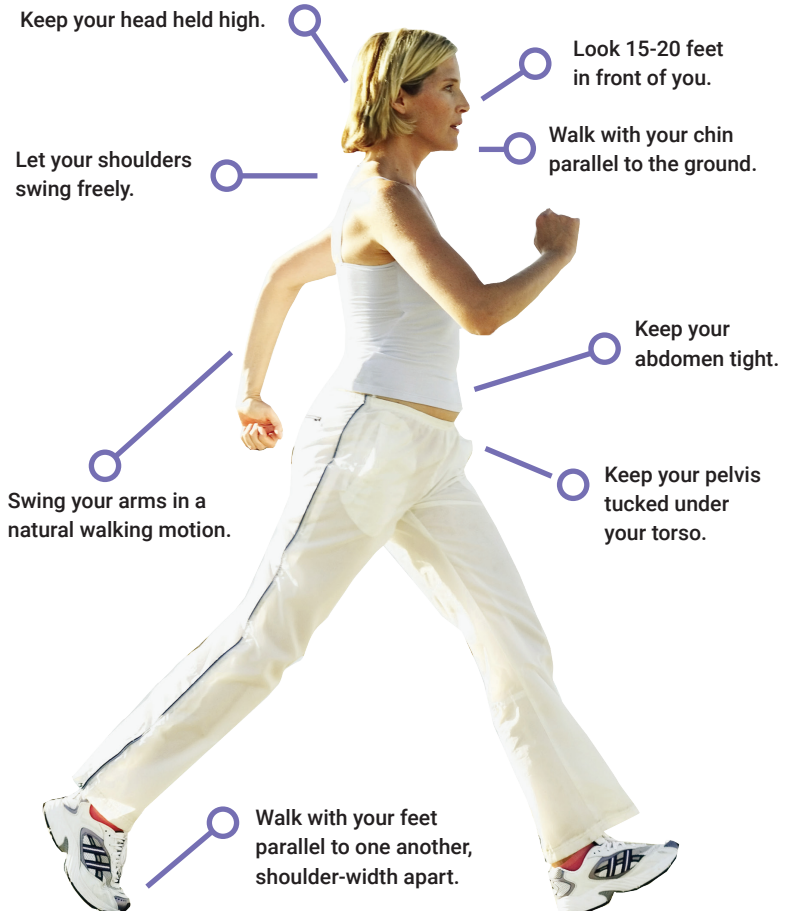 Keep your head held high.
Look 15-20 feet
in front of you.
Walk with your chin
parallel to the ground.
Let your shoulders
swing freely.
Keep your
abdomen tight.
Keep your pelvis
tucked under
your torso.
Swing your arms in a
natural walking motion.
Walk with your feet
parallel to one another,
shoulder-width apart.